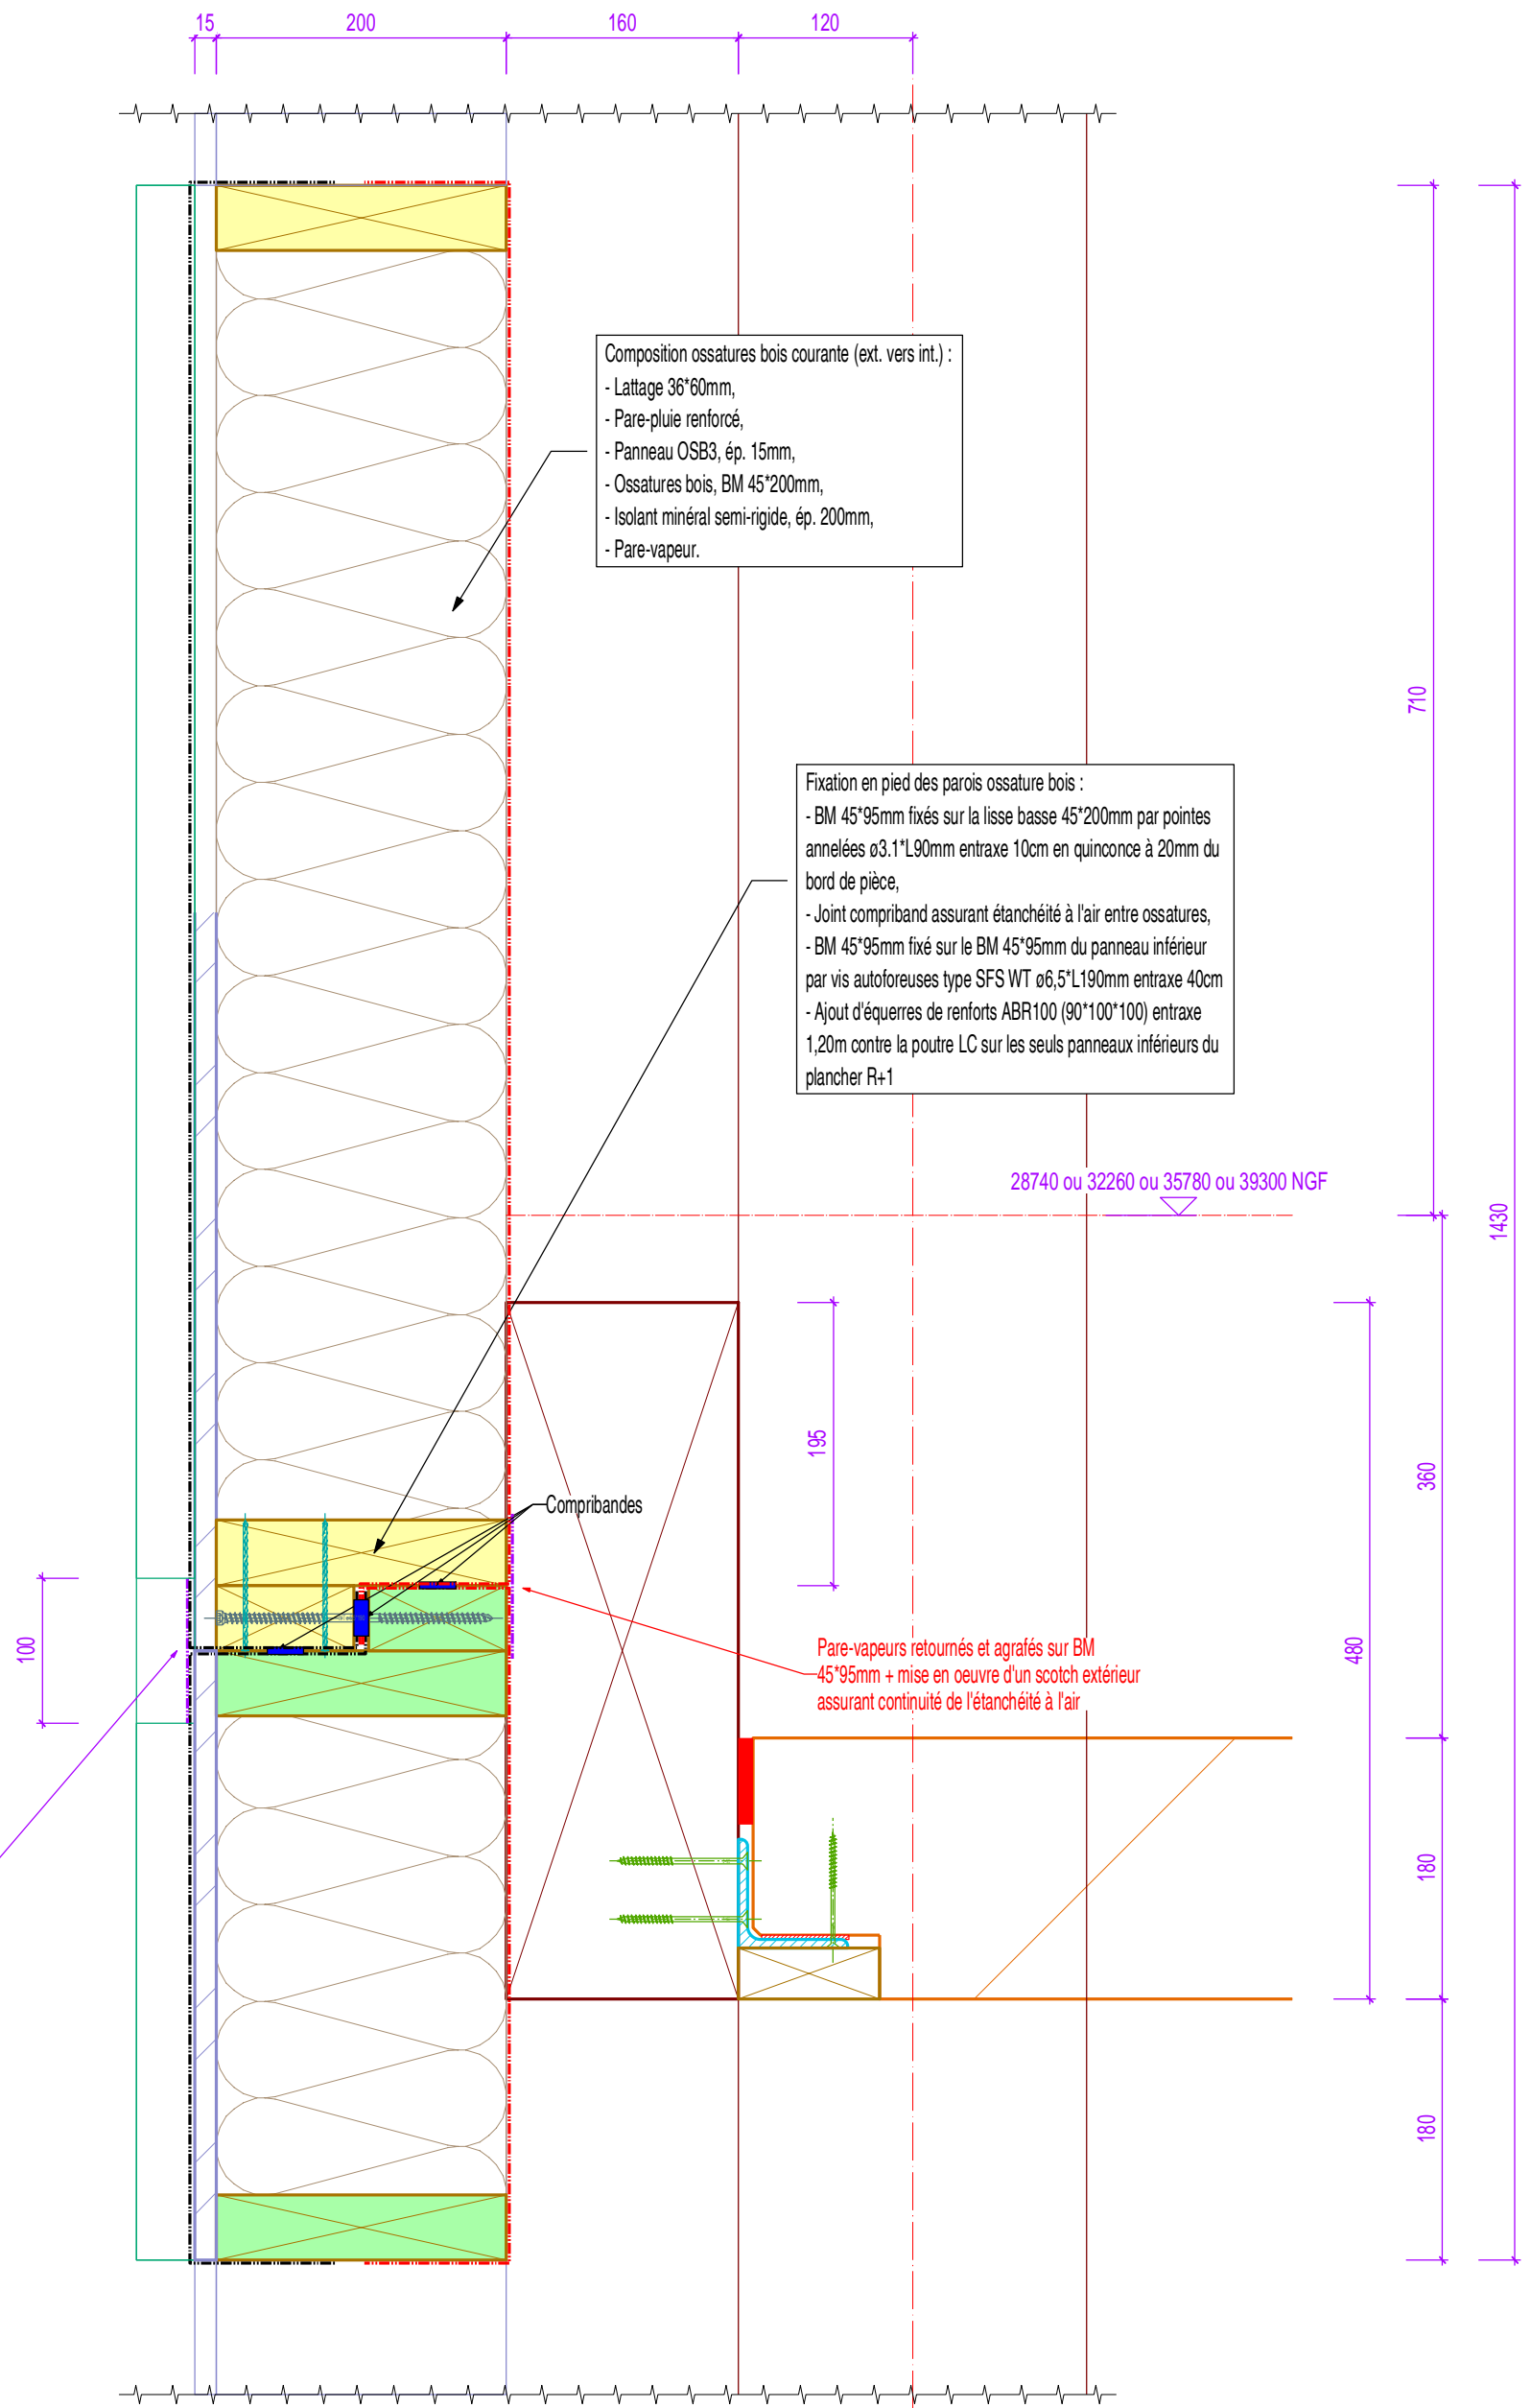 15
200
160
120
Composition ossatures bois courante (ext. vers int.) :
- Lattage 36*60mm,
- Pare-pluie renforcé,
- Panneau OSB3, ép. 15mm,
- Ossatures bois, BM 45*200mm,
- Isolant minéral semi-rigide, ép. 200mm,
- Pare-vapeur.
710
Fixation en pied des parois ossature bois :
- BM 45*95mm fixés sur la lisse basse 45*200mm par pointes
annelées ø3.1*L90mm entraxe 10cm en quinconce à 20mm du
bord de pièce,
- Joint compriband assurant étanchéité à l'air entre ossatures,
- BM 45*95mm fixé sur le BM 45*95mm du panneau inférieur
par vis autoforeuses type SFS WT ø6,5*L190mm entraxe 40cm
- Ajout d'équerres de renforts ABR100 (90*100*100) entraxe
1,20m contre la poutre LC sur les seuls panneaux inférieurs du
plancher R+1
28740 ou 32260 ou 35780 ou 39300 NGF
1430
195
360
Compribandes
100
480
Pare-vapeurs retournés et agrafés sur BM
45*95mm + mise en oeuvre d'un scotch extérieur
assurant continuité de l'étanchéité à l'air
180
180